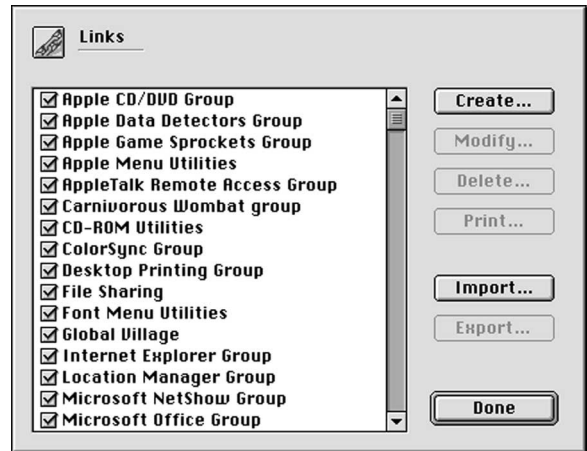 Links
Apple CD/DVD Group
Apple Data Detectors Group
Apple Game Sprockets Group
Apple Menu Utilities
AppleTalk Remote Access Group
Carnivorous Wombat group
CD-ROM Utilities
ColorSync Group
Desktop Printing Group
File Sharing
Font Menu Utilities
Global Village
Internet Explorer Group
Location Manager Group
Microsoft NetShow Group
Microsoft Office Group
Create...
Modify...
Delete...
Print...
Import...
Export...
Done